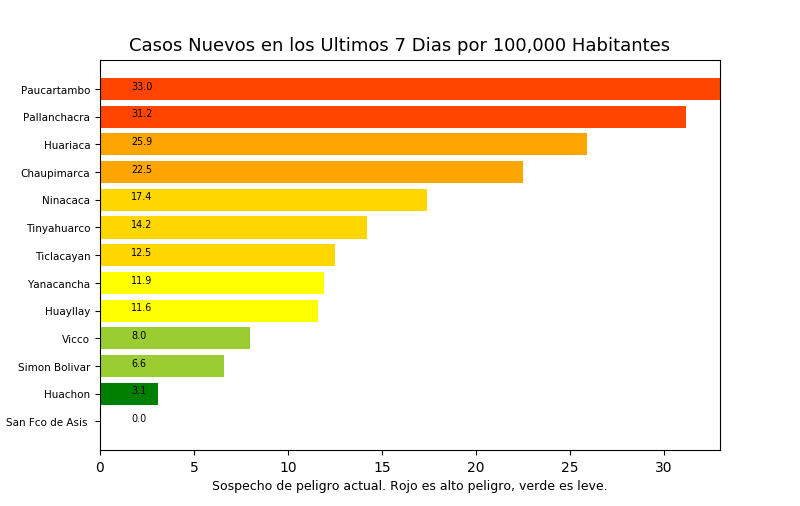 Casos Nuevos en los Ultimos 7 Dias por 100,000 Habitantes
Paucartambo 33.0
Pallanchacra 31.2
Huariaca 25.9
Chaupimarca 22.5
Ninacaca 17.4
Tinyahuarco 14.2
Ticlacayan 12.5
Yanacancha 11.9
Huayllay 11.6
Vicco 8.0
Simon Bolivar 6.6
Huachon 3.1
San Fco de Asis 0.0
0 5 10 15 20 25 30
Sospecho de peligro actual. Rojo es alto peligro, verde es leve.